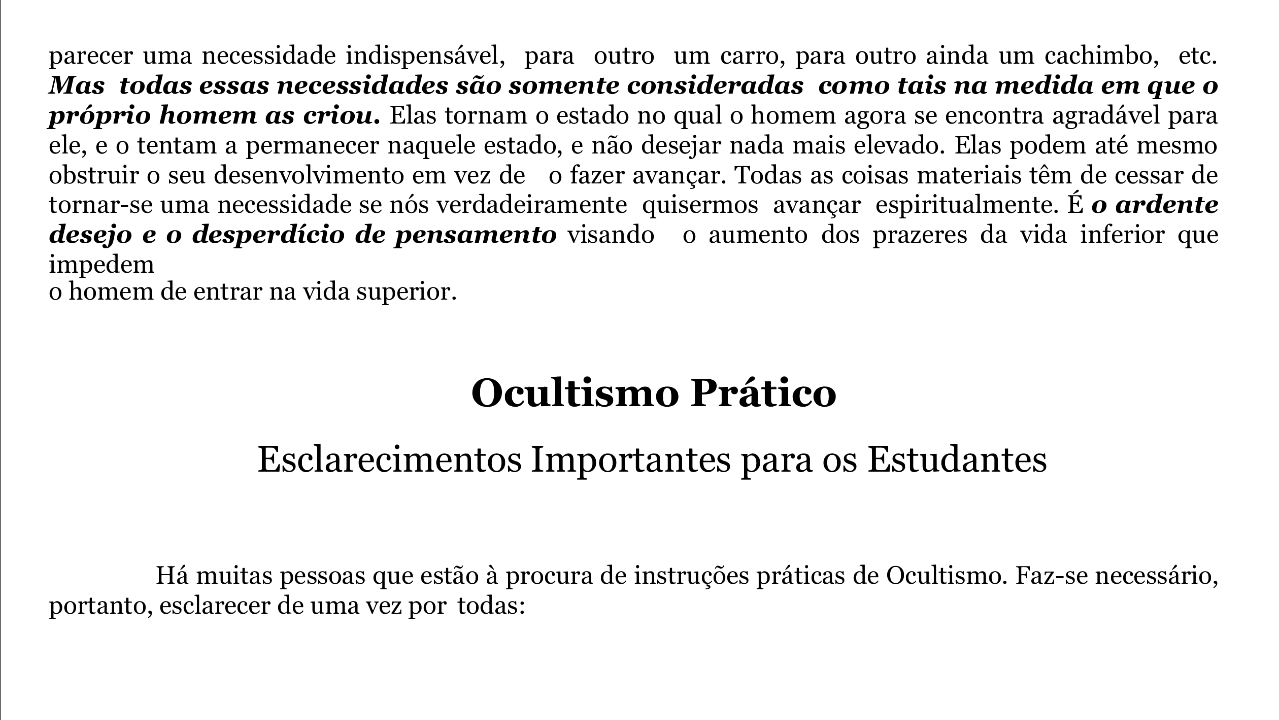 parecer uma necessidade indispensável, para outro um carro, para outro ainda um cachimbo, etc.
Mas todas essas necessidades são somente consideradas como tais na medida em que o
próprio homem as criou. Elas tornam o estado no qual o homem agora se encontra agradável para
ele, e o tentam a permanecer naquele estado, e não desejar nada mais elevado. Elas podem até mesmo
obstruir o seu desenvolvimento em vez de o fazer avançar. Todas as coisas materiais têm de cessar de
tornar-se uma necessidade se nós verdadeiramente quisermos avançar espiritualmente. É o ardente
desejo e o desperdício de pensamento visando o aumento dos prazeres da vida inferior que
impedem
o homem de entrar na vida superior.
Ocultismo Prático
Esclarecimentos Importantes para os Estudantes
Há muitas pessoas que estão à procura de instruções práticas de Ocultismo. Faz-se necessário,
portanto, esclarecer de uma vez por todas: